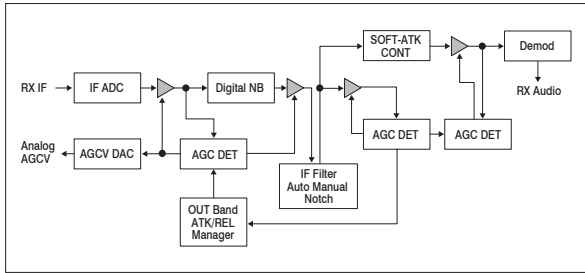 SOFT-ATK
CONT
Demod
RX IF
IF ADC
Digital NB
RX Audio
Analog
AGCV
AGCV DAC
AGC DET
AGC DET
AGC DET
IF Filter
Auto Manual
Notch
OUT Band
ATK/REL
Manager